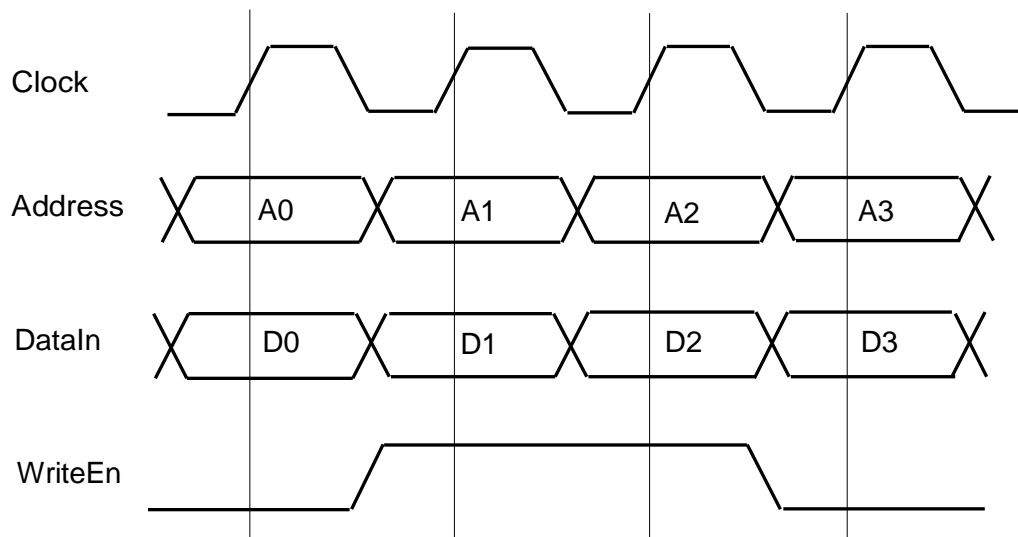 Clock
Address A0 A1 A2 A3
DataIn D0 D1 D2 D3
WriteEn